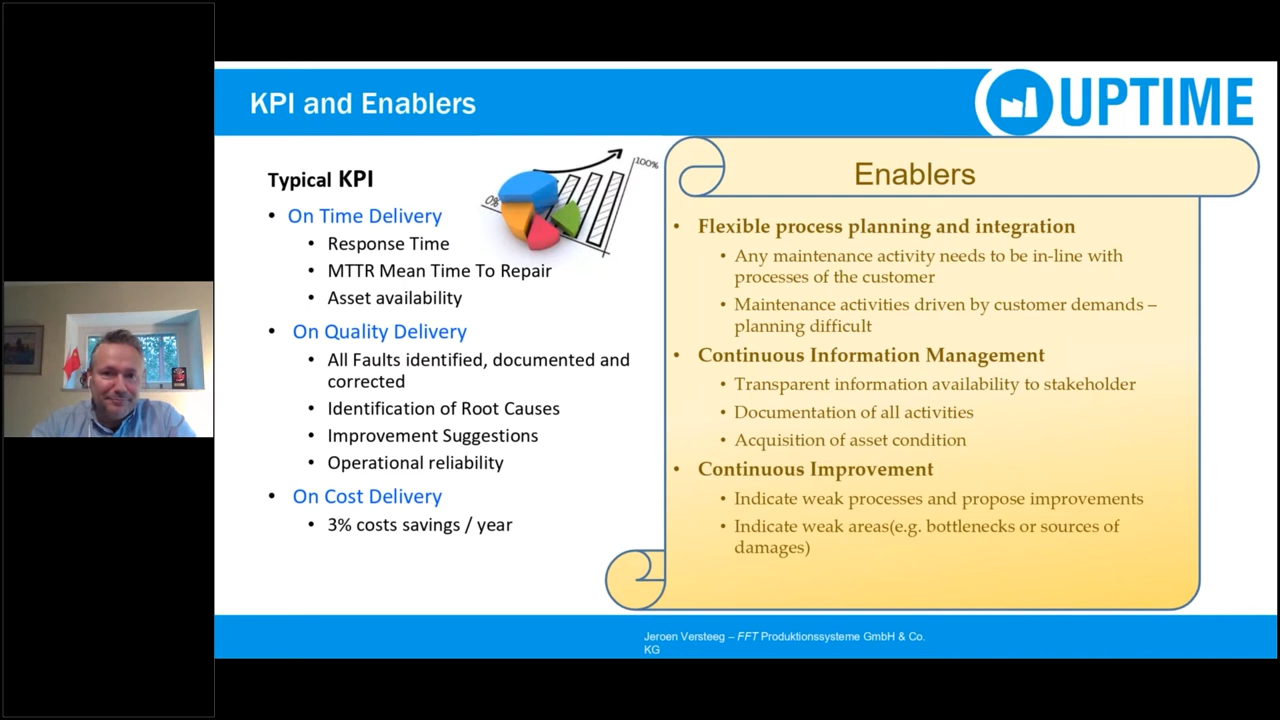 KPI and Enablers
UPTIME
Typical KPI
0%
100%
• On Time Delivery
• Response Time
• MTTR Mean Time To Repair
• Asset availability
• On Quality Delivery
• All Faults identified, documented and
corrected
• Identification of Root Causes
• Improvement Suggestions
• Operational reliability
• On Cost Delivery
• 3% costs savings / year
Enablers
• Flexible process planning and integration
• Any maintenance activity needs to be in-line with
processes of the customer
• Maintenance activities driven by customer demands –
planning difficult
• Continuous Information Management
• Transparent information availability to stakeholder
• Documentation of all activities
• Acquisition of asset condition
• Continuous Improvement
• Indicate weak processes and propose improvements
• Indicate weak areas(e.g. bottlenecks or sources of
damages)
Jeroen Versteeg – FFT Produktionssysteme GmbH & Co.
KG